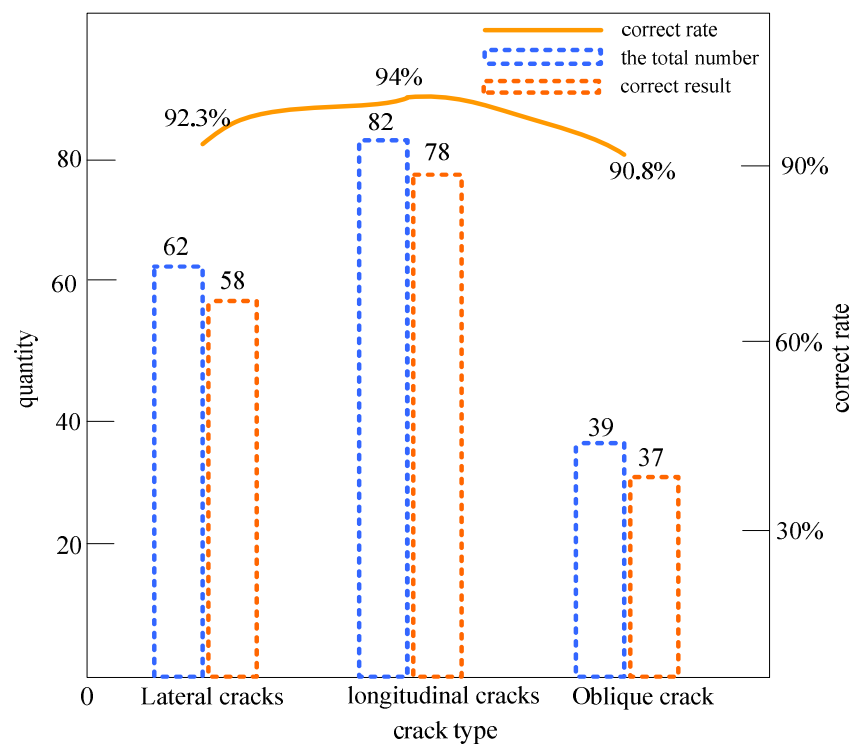 correct rate
the total number
correct result
94%
92.3%
82
78
80
90%
90.8%
62
58
60
60%
quantity
correct rate
40
39
37
20
30%
0
Lateral cracks
longitudinal cracks
Oblique crack
crack type